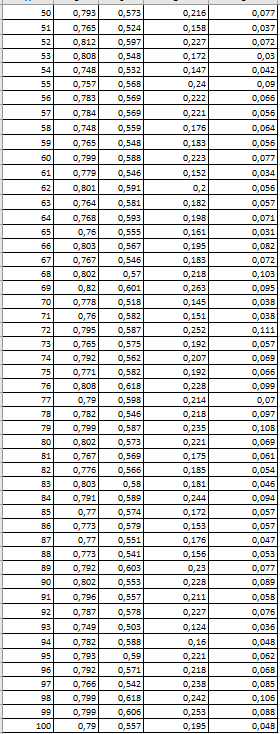 50 0,793 0,573 0,216 0,077
51 0,765 0,524 0,158 0,037
52 0,812 0,597 0,227 0,072
53 0,808 0,548 0,172 0,03
54 0,748 0,532 0,147 0,042
55 0,757 0,568 0,24 0,09
56 0,783 0,569 0,222 0,066
57 0,784 0,569 0,221 0,056
58 0,748 0,559 0,176 0,064
59 0,765 0,548 0,183 0,056
60 0,799 0,588 0,223 0,077
61 0,779 0,546 0,152 0,034
62 0,801 0,591 0,2 0,056
63 0,764 0,581 0,182 0,057
64 0,768 0,593 0,198 0,071
65 0,76 0,555 0,161 0,031
66 0,803 0,567 0,195 0,082
67 0,767 0,546 0,183 0,072
68 0,802 0,57 0,218 0,103
69 0,82 0,601 0,263 0,095
70 0,778 0,518 0,145 0,038
71 0,76 0,582 0,151 0,038
72 0,795 0,587 0,252 0,111
73 0,765 0,575 0,192 0,057
74 0,792 0,562 0,207 0,069
75 0,771 0,582 0,192 0,066
76 0,808 0,618 0,228 0,099
77 0,79 0,598 0,214 0,07
78 0,782 0,546 0,218 0,097
79 0,799 0,587 0,235 0,108
80 0,802 0,573 0,221 0,069
81 0,767 0,569 0,175 0,061
82 0,776 0,566 0,185 0,054
83 0,803 0,58 0,181 0,046
84 0,791 0,589 0,244 0,094
85 0,77 0,574 0,172 0,057
86 0,773 0,579 0,153 0,057
87 0,77 0,551 0,176 0,047
88 0,773 0,541 0,156 0,053
89 0,792 0,603 0,23 0,077
90 0,802 0,553 0,228 0,089
91 0,796 0,557 0,211 0,058
92 0,787 0,578 0,227 0,076
93 0,749 0,503 0,124 0,036
94 0,782 0,588 0,16 0,048
95 0,793 0,59 0,221 0,062
96 0,792 0,571 0,218 0,068
97 0,766 0,542 0,238 0,085
98 0,799 0,618 0,242 0,106
99 0,799 0,606 0,253 0,088
100 0,79 0,557 0,195 0,048